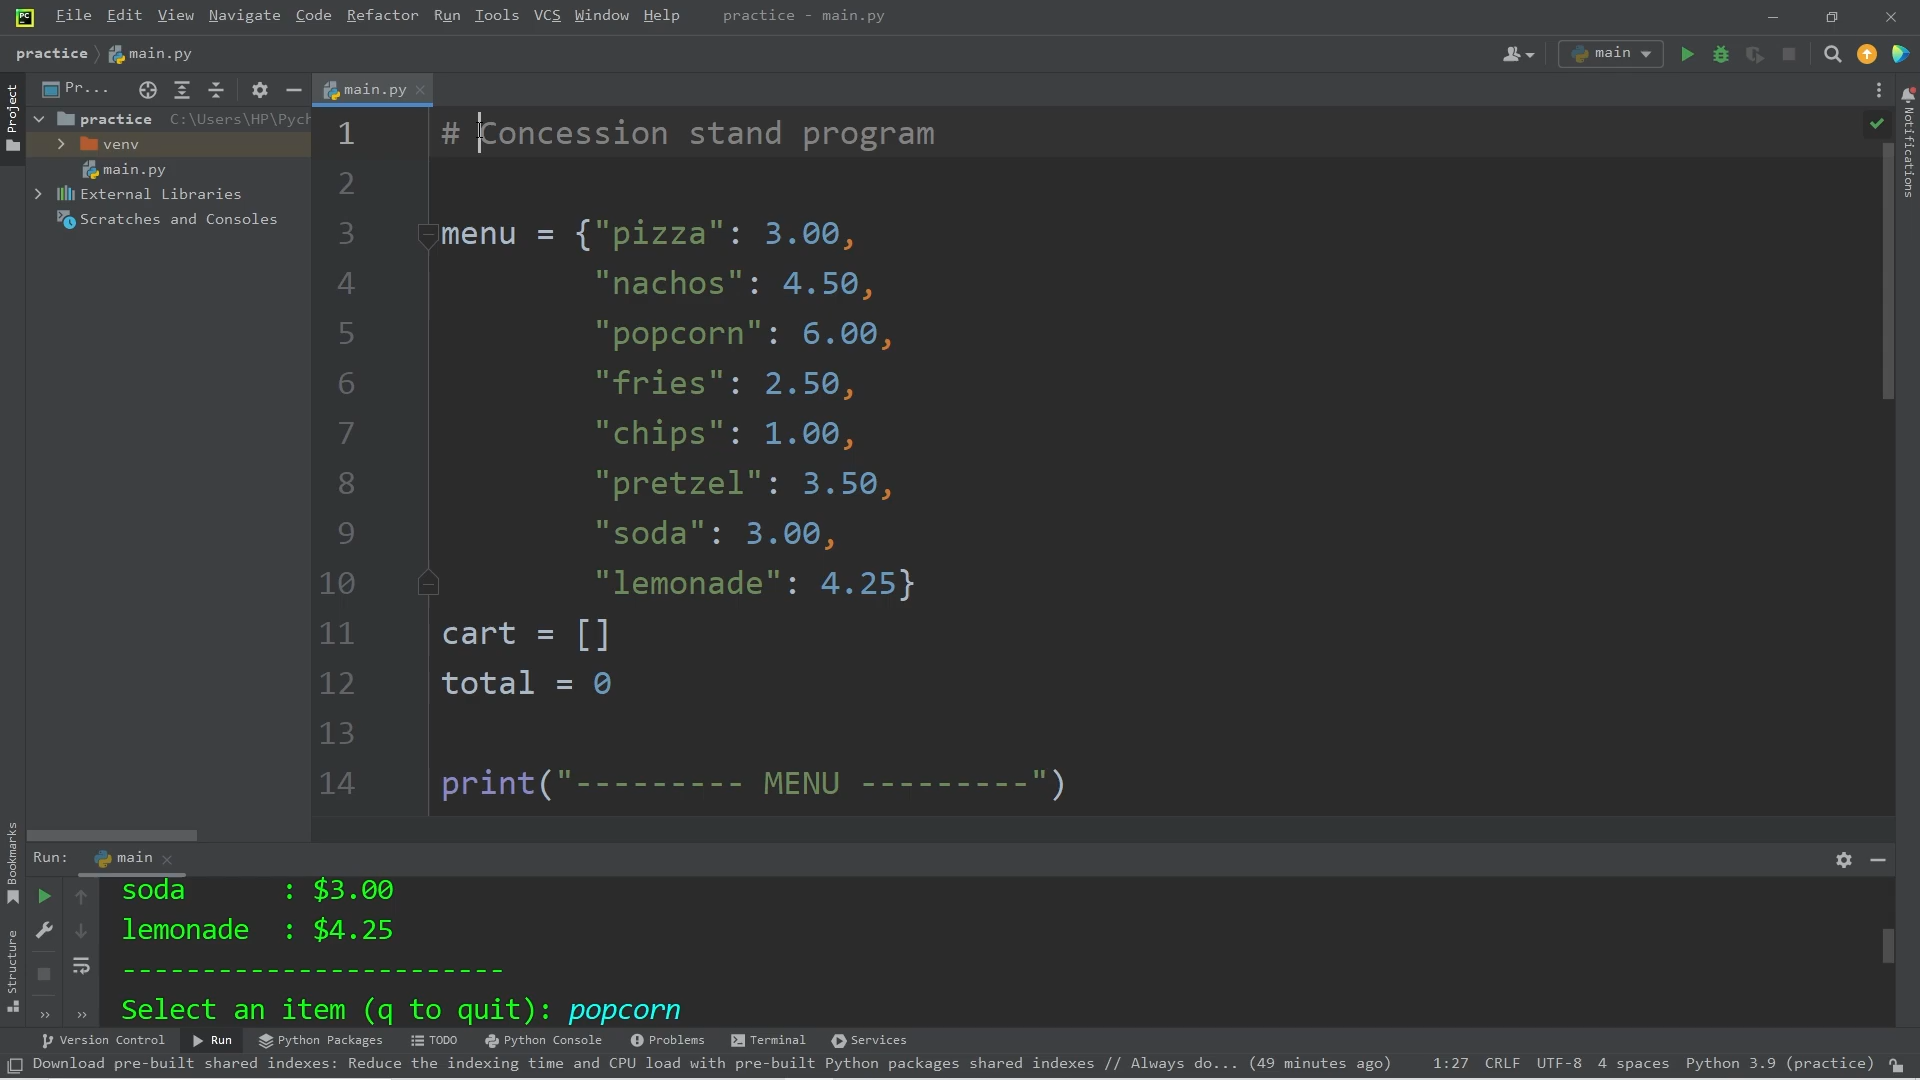 PC File Edit View Navigate Code Refactor Run Tools VCS Window Help practice - main.py
practice main.py main
Project Pr... main.py Notifications
practice C:\Users\HP\Pych
venv
main.py
External Libraries
Scratches and Consoles
1 # Concession stand program
2
3 menu = {"pizza": 3.00,
4 "nachos": 4.50,
5 "popcorn": 6.00,
6 "fries": 2.50,
7 "chips": 1.00,
8 "pretzel": 3.50,
9 "soda": 3.00,
10 "lemonade": 4.25}
11 cart = []
12 total = 0
13
14 print("--------- MENU ---------")
Bookmarks
Structure
Run: main
soda : $3.00
lemonade : $4.25
------------------------
Select an item (q to quit): popcorn
Version Control Run Python Packages TODO Python Console Problems Terminal Services
Download pre-built shared indexes: Reduce the indexing time and CPU load with pre-built Python packages shared indexes // Always do... (49 minutes ago) 1:27 CRLF UTF-8 4 spaces Python 3.9 (practice)